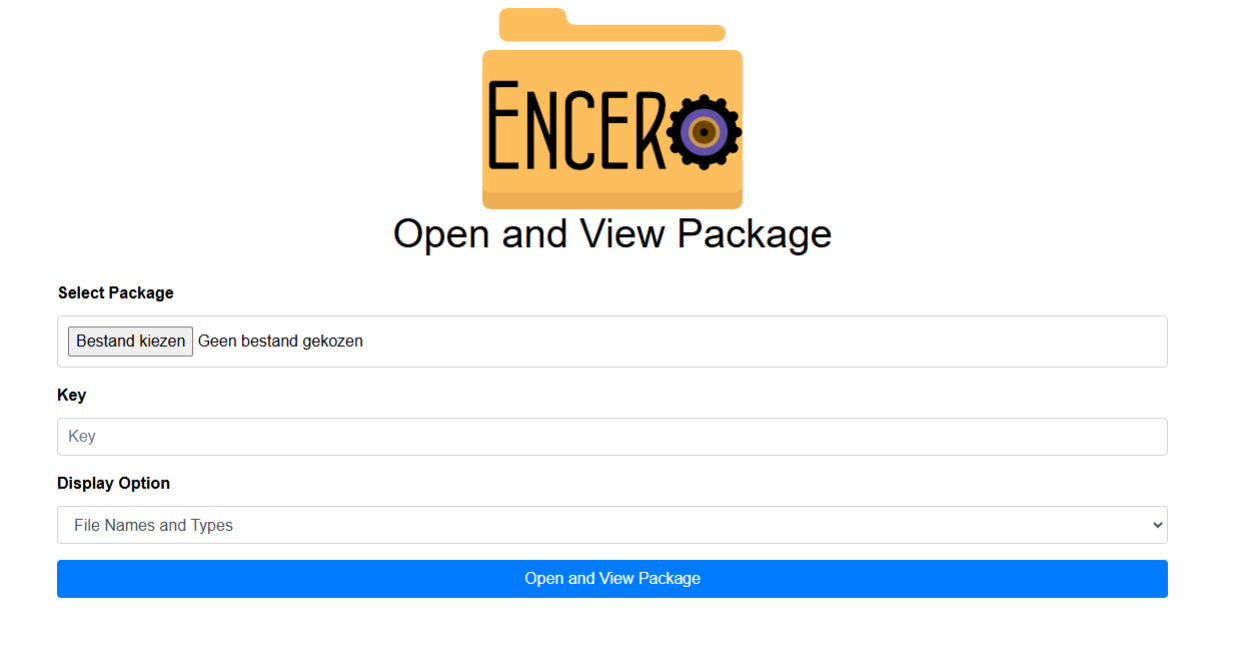 ENCERO
Open and View Package
Select Package
Bestand kiezen Geen bestand gekozen
Key
Key
Display Option
File Names and Types
Open and View Package